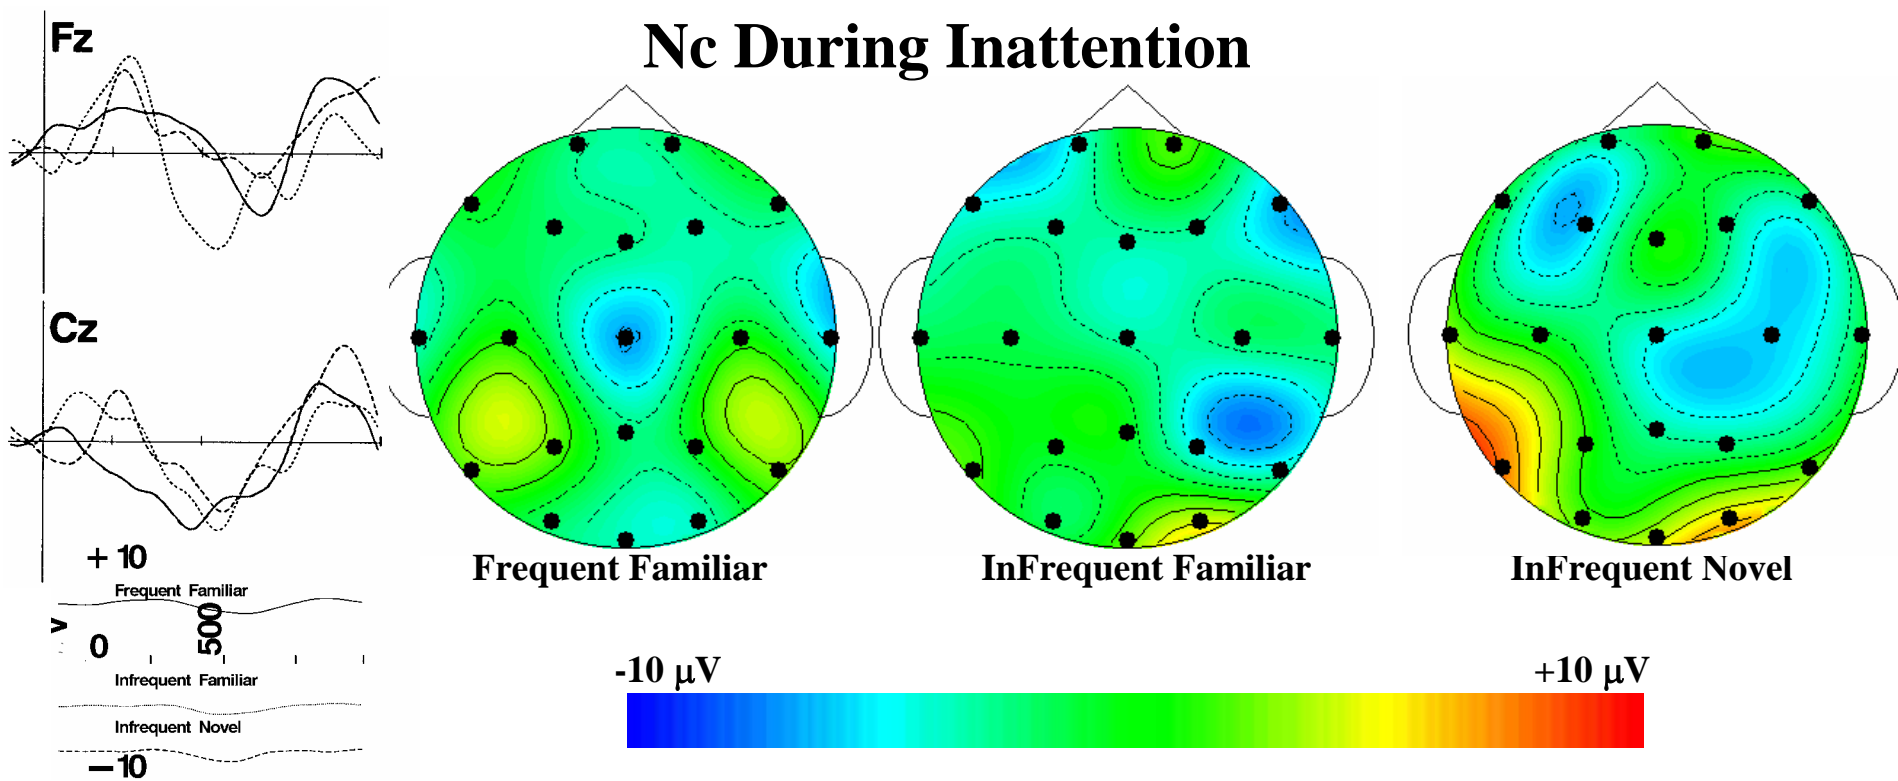 Nc During Inattention
Fz
Cz
+10
Frequent Familiar
0
500
Infrequent Familiar
Infrequent Novel
−10
Frequent Familiar
InFrequent Familiar
InFrequent Novel
-10 μV
+10 μV